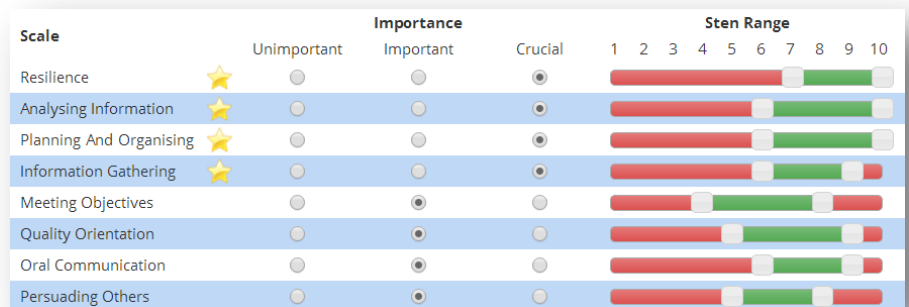 Scale Importance Sten Range
Unimportant Important Crucial 1 2 3 4 5 6 7 8 9 10
Resilience
Analysing Information
Planning And Organising
Information Gathering
Meeting Objectives
Quality Orientation
Oral Communication
Persuading Others